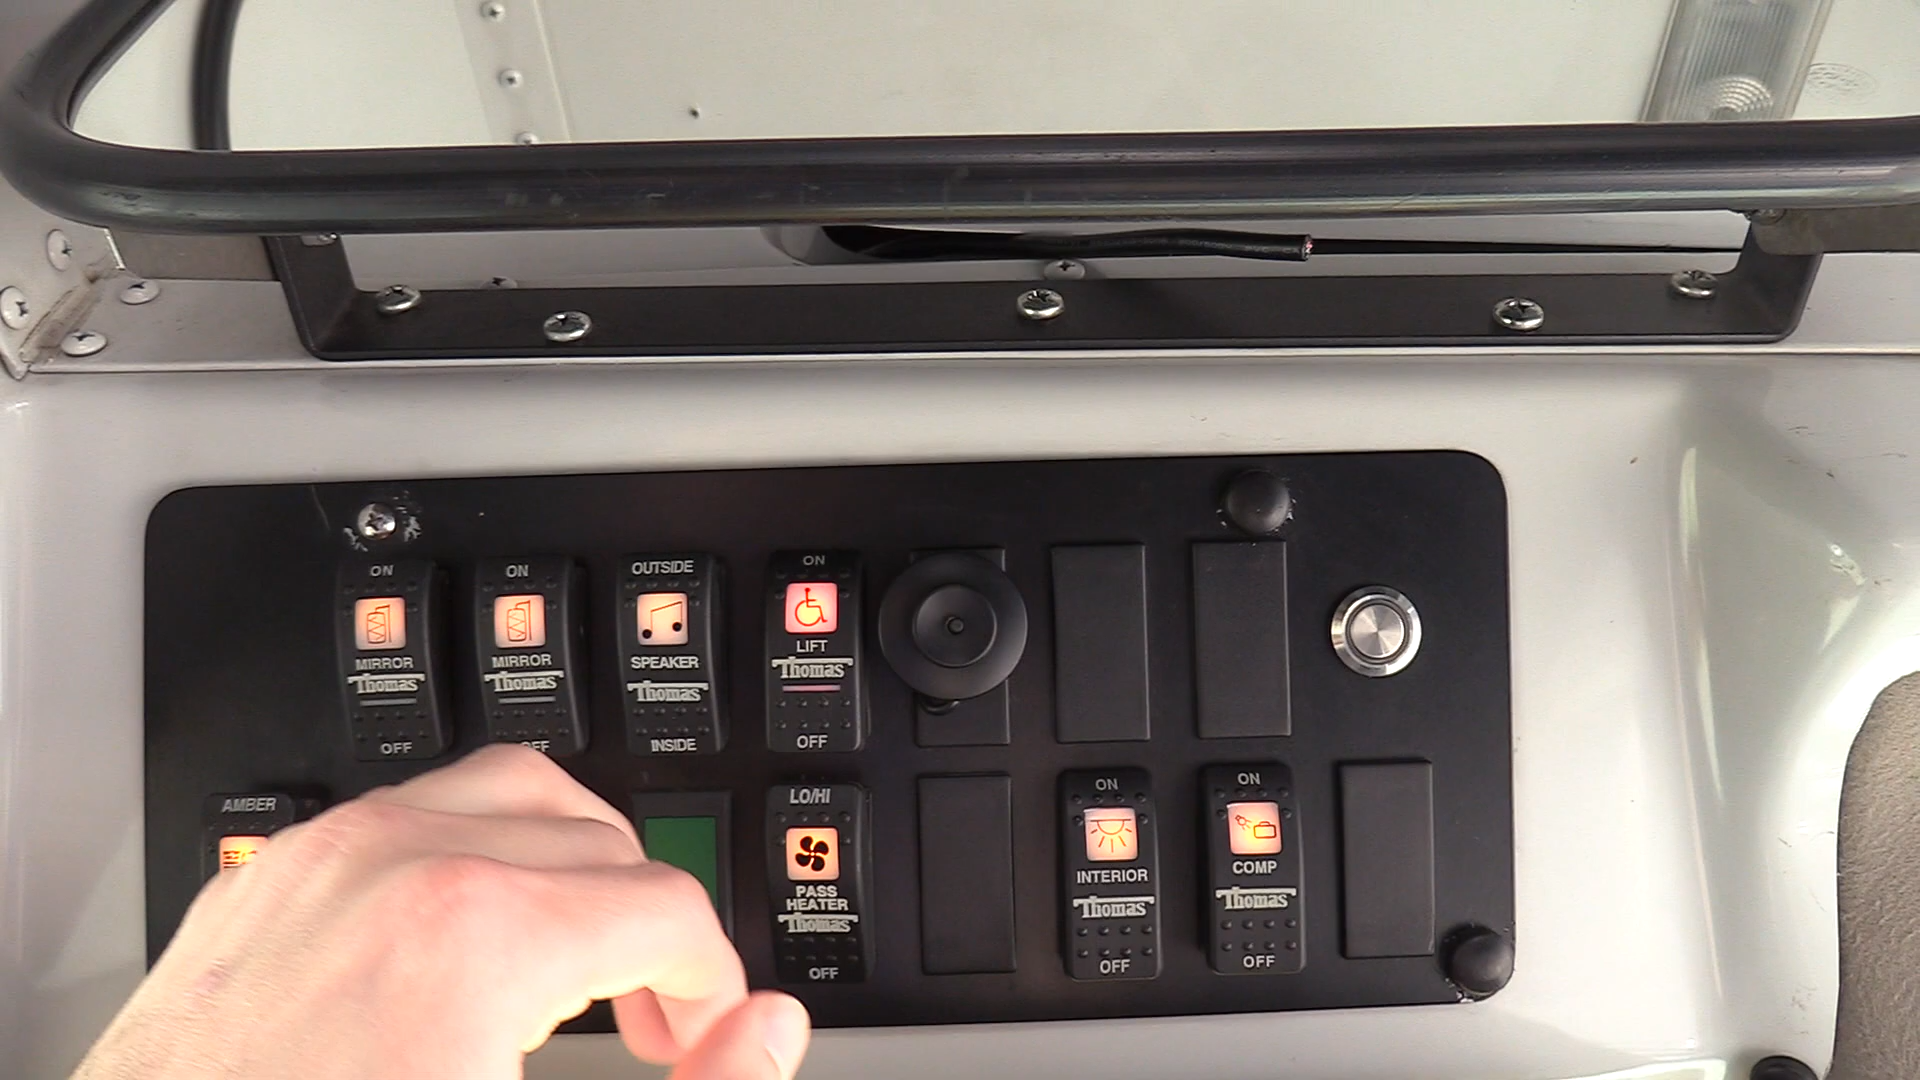 ON
MIRROR
Thomas
OFF
ON
MIRROR
Thomas
OFF
OUTSIDE
SPEAKER
Thomas
INSIDE
ON
LIFT
Thomas
OFF
AMBER
LO/HI
PASS
HEATER
Thomas
OFF
ON
INTERIOR
Thomas
OFF
ON
COMP
Thomas
OFF